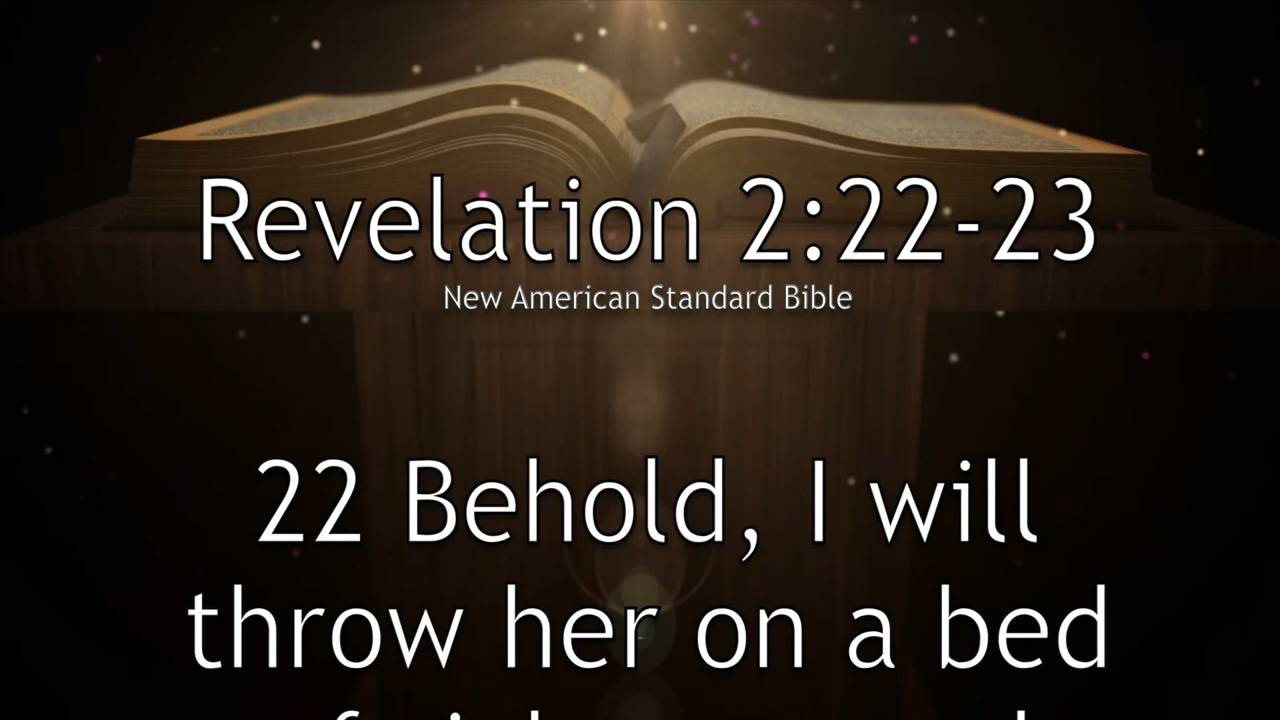 Revelation 2:22-23
New American Standard Bible
22 Behold, I will
throw her on a bed